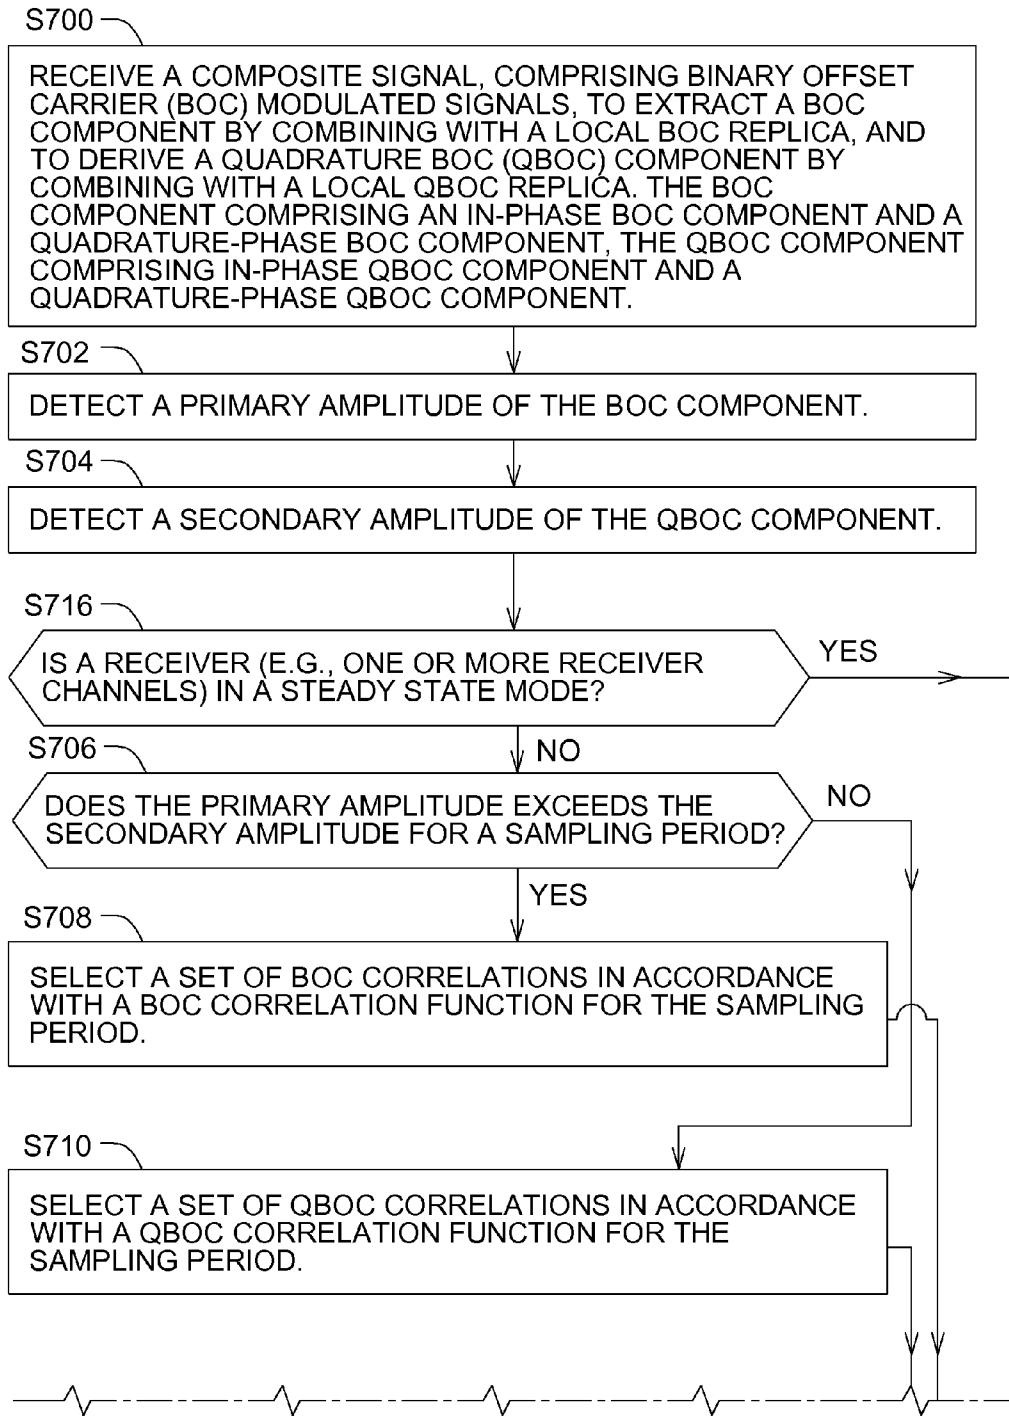 S700
RECEIVE A COMPOSITE SIGNAL, COMPRISING BINARY OFFSET
CARRIER (BOC) MODULATED SIGNALS, TO EXTRACT A BOC
COMPONENT BY COMBINING WITH A LOCAL BOC REPLICA, AND
TO DERIVE A QUADRATURE BOC (QBOC) COMPONENT BY
COMBINING WITH A LOCAL QBOC REPLICA. THE BOC
COMPONENT COMPRISING AN IN-PHASE BOC COMPONENT AND A
QUADRATURE-PHASE BOC COMPONENT, THE QBOC COMPONENT
COMPRISING IN-PHASE QBOC COMPONENT AND A
QUADRATURE-PHASE QBOC COMPONENT.
S702
DETECT A PRIMARY AMPLITUDE OF THE BOC COMPONENT.
S704
DETECT A SECONDARY AMPLITUDE OF THE QBOC COMPONENT.
S716
IS A RECEIVER (E.G., ONE OR MORE RECEIVER
CHANNELS) IN A STEADY STATE MODE?
YES
NO
S706
DOES THE PRIMARY AMPLITUDE EXCEEDS THE
SECONDARY AMPLITUDE FOR A SAMPLING PERIOD?
NO
YES
S708
SELECT A SET OF BOC CORRELATIONS IN ACCORDANCE
WITH A BOC CORRELATION FUNCTION FOR THE SAMPLING
PERIOD.
S710
SELECT A SET OF QBOC CORRELATIONS IN ACCORDANCE
WITH A QBOC CORRELATION FUNCTION FOR THE
SAMPLING PERIOD.